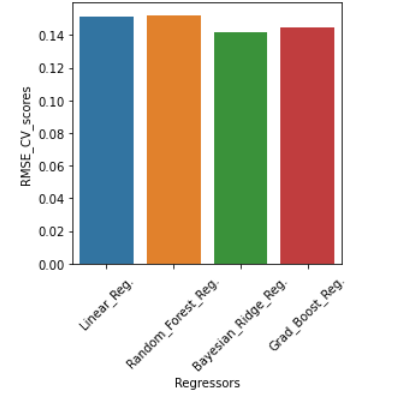 0.14
0.12
0.10
0.08
0.06
0.04
0.02
0.00
RMSE_CV_scores
Linear_Reg.
Random_Forest_Reg.
Bayesian_Ridge_Reg.
Grad_Boost_Reg.
Regressors